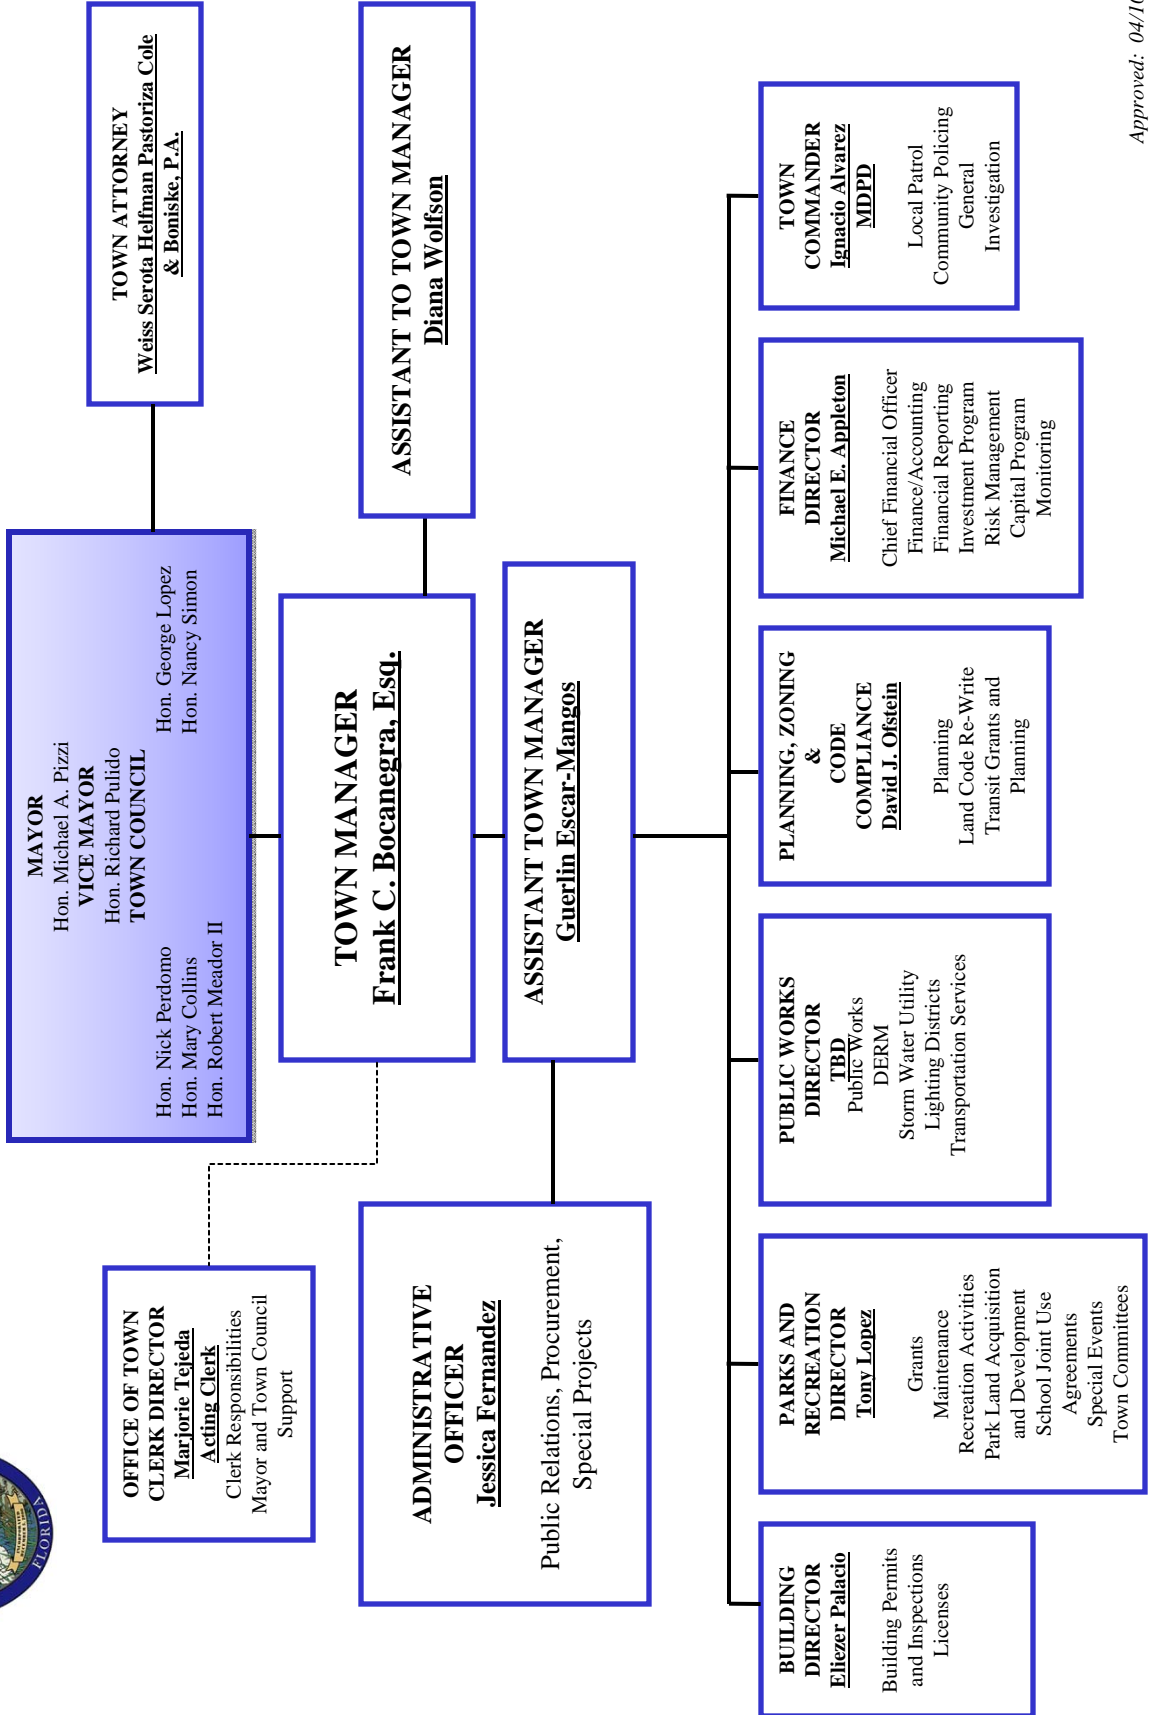 FLORIDA
MAYOR
Hon. Michael A. Pizzi
VICE MAYOR
Hon. Richard Pulido
TOWN COUNCIL
Hon. Nick Perdomo
Hon. George Lopez
Hon. Mary Collins
Hon. Nancy Simon
Hon. Robert Meador II
TOWN ATTORNEY
Weiss Serota Helfman Pastoriza Cole
& Boniske, P.A.
OFFICE OF TOWN
CLERK DIRECTOR
Marjorie Tejeda
Acting Clerk
Clerk Responsibilities
Mayor and Town Council
Support
TOWN MANAGER
Frank C. Bocanegra, Esq.
ASSISTANT TO TOWN MANAGER
Diana Wolfson
ADMINISTRATIVE
OFFICER
Jessica Fernandez
Public Relations, Procurement,
Special Projects
ASSISTANT TOWN MANAGER
Guerlin Escar-Mangos
BUILDING
DIRECTOR
Eliezer Palacio
Building Permits
and Inspections
Licenses
PARKS AND
RECREATION
DIRECTOR
Tony Lopez
Grants
Maintenance
Recreation Activities
Park Land Acquisition
and Development
School Joint Use
Agreements
Special Events
Town Committees
PUBLIC WORKS
DIRECTOR
TBD
Public Works
DERM
Storm Water Utility
Lighting Districts
Transportation Services
PLANNING, ZONING
&
CODE
COMPLIANCE
David J. Ofstein
Planning
Land Code Re-Write
Transit Grants and
Planning
FINANCE
DIRECTOR
Michael E. Appleton
Chief Financial Officer
Finance/Accounting
Financial Reporting
Investment Program
Risk Management
Capital Program
Monitoring
TOWN
COMMANDER
Ignacio Alvarez
MDPD
Local Patrol
Community Policing
General
Investigation
Approved: 04/10